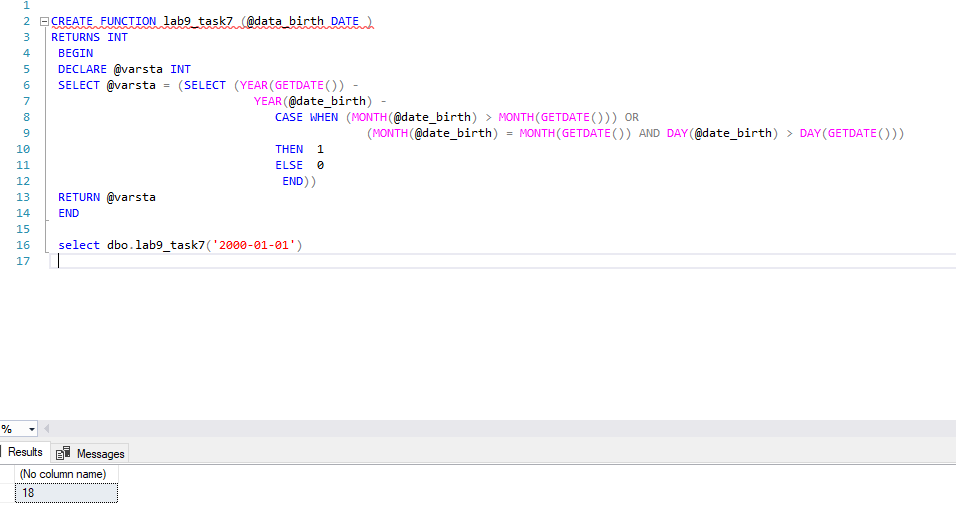 1
2 CREATE FUNCTION lab9_task7 (@data_birth DATE )
3 RETURNS INT
4 BEGIN
5 DECLARE @varsta INT
6 SELECT @varsta = (SELECT (YEAR(GETDATE()) -
7 YEAR(@date_birth) -
8 CASE WHEN (MONTH(@date_birth) > MONTH(GETDATE())) OR
9 (MONTH(@date_birth) = MONTH(GETDATE()) AND DAY(@date_birth) > DAY(GETDATE()))
10 THEN 1
11 ELSE 0
12 END))
13 RETURN @varsta
14 END
15
16 select dbo.lab9_task7('2000-01-01')
17
%
Results Messages
(No column name)
18